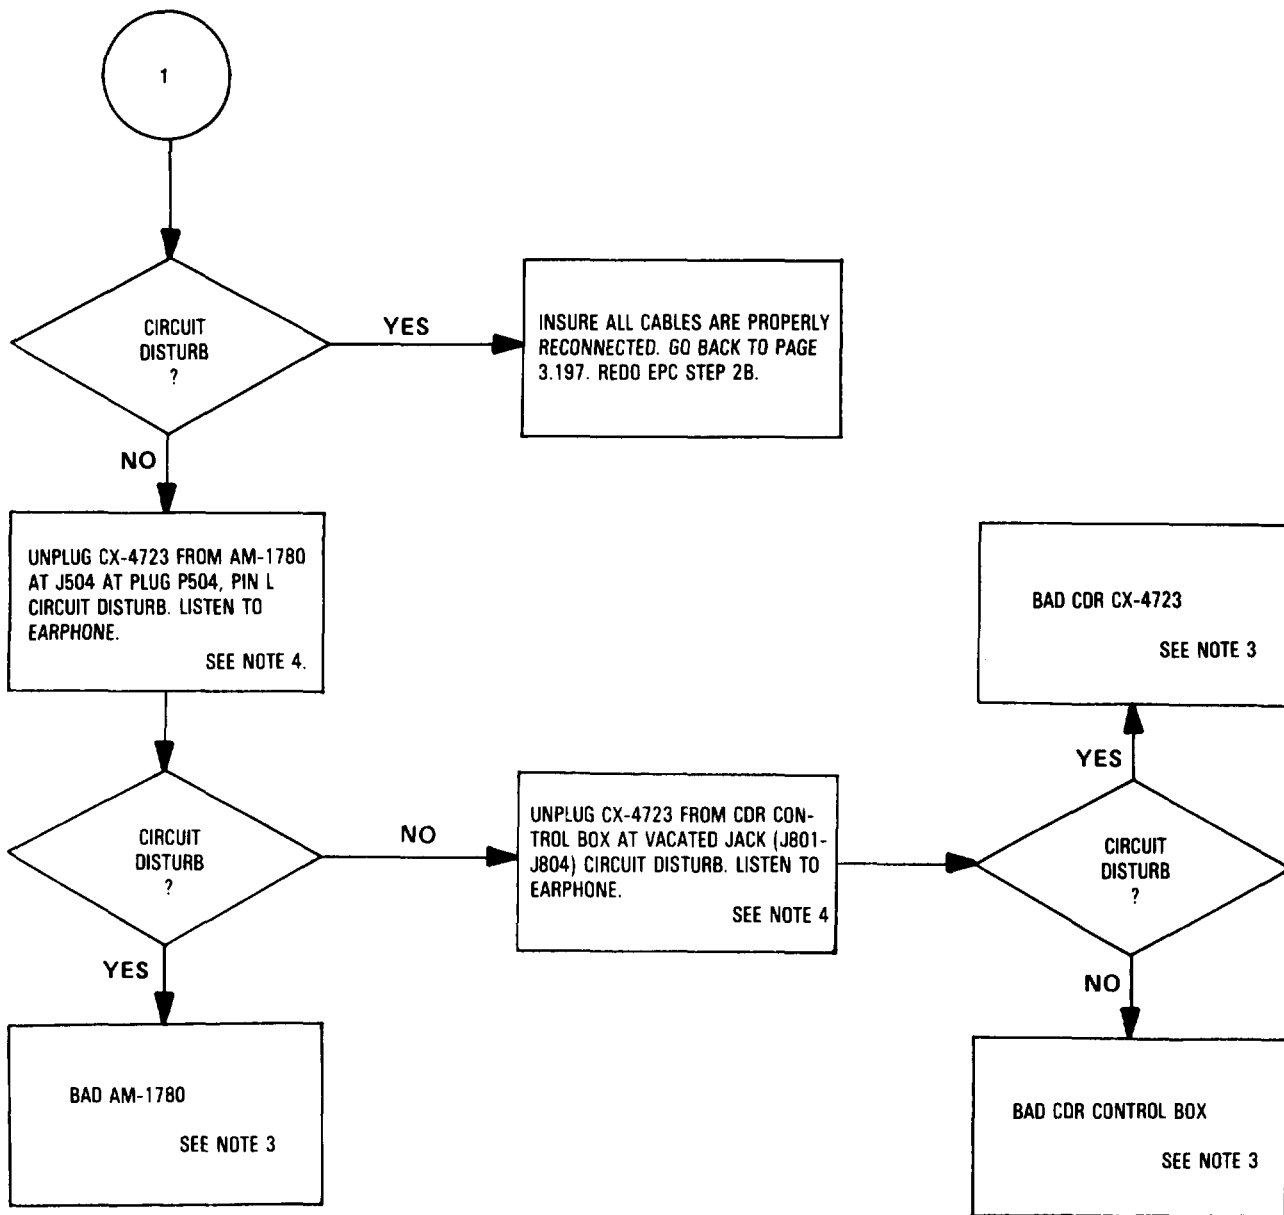 1
CIRCUIT
DISTURB
?
YES
INSURE ALL CABLES ARE PROPERLY
RECONNECTED. GO BACK TO PAGE
3.197. REDO EPC STEP 2B.
NO
UNPLUG CX-4723 FROM AM-1780
AT J504 AT PLUG P504, PIN L
CIRCUIT DISTURB. LISTEN TO
EARPHONE.
SEE NOTE 4.
CIRCUIT
DISTURB
?
NO
UNPLUG CX-4723 FROM CDR CON-
TROL BOX AT VACATED JACK (J801-
J804) CIRCUIT DISTURB. LISTEN TO
EARPHONE.
SEE NOTE 4
CIRCUIT
DISTURB
?
YES
BAD CDR CX-4723
SEE NOTE 3
NO
BAD CDR CONTROL BOX
SEE NOTE 3
YES
BAD AM-1780
SEE NOTE 3